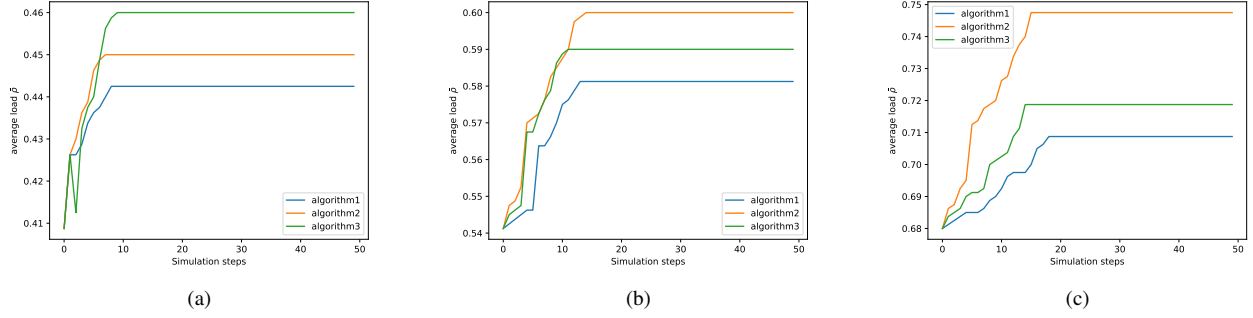 0.46
0.45
0.44
0.43
0.42
0.41
average load ρ̄
0 10 20 30 40 50
Simulation steps
algorithm1
algorithm2
algorithm3
(a)
0.60
0.59
0.58
0.57
0.56
0.55
0.54
average load ρ̄
0 10 20 30 40 50
Simulation steps
algorithm1
algorithm2
algorithm3
(b)
0.75
0.74
0.73
0.72
0.71
0.70
0.69
0.68
average load ρ̄
algorithm1
algorithm2
algorithm3
0 10 20 30 40 50
Simulation steps
(c)